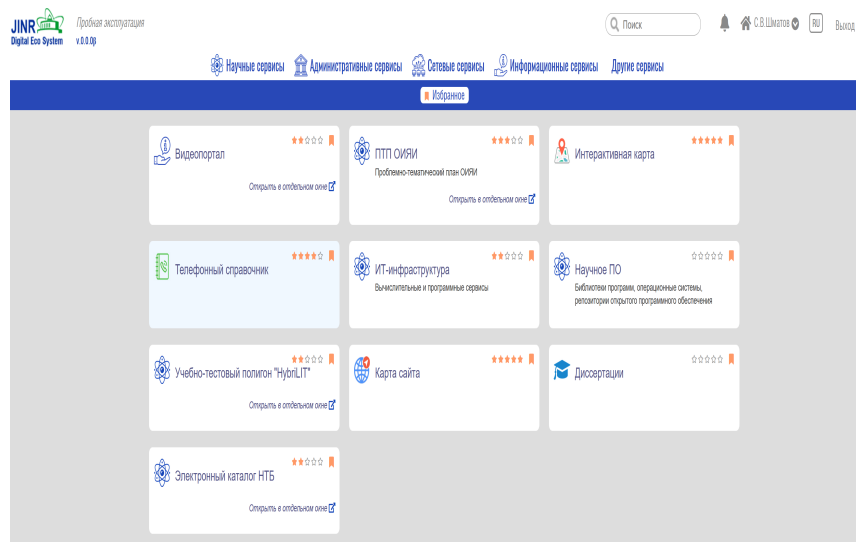 JINR
Digital Eco System
Пробная эксплуатация
v.0.0.0β
Поиск
С.В.Шматов
RU
Выход
Научные сервисы
Административные сервисы
Сетевые сервисы
Информационные сервисы
Другие сервисы
Избранное
Видеопортал
Открыть в отдельном окне
ПТП ОИЯИ
Проблемно-тематический план ОИЯИ
Открыть в отдельном окне
Интерактивная карта
Телефонный справочник
ИТ-инфраструктура
Вычислительные и программные сервисы
Научное ПО
Библиотеки программ, операционные системы,
репозитории открытого программного обеспечения
Учебно-тестовый полигон "HybriLIT"
Открыть в отдельном окне
Карта сайта
Диссертации
Электронный каталог НТБ
Открыть в отдельном окне